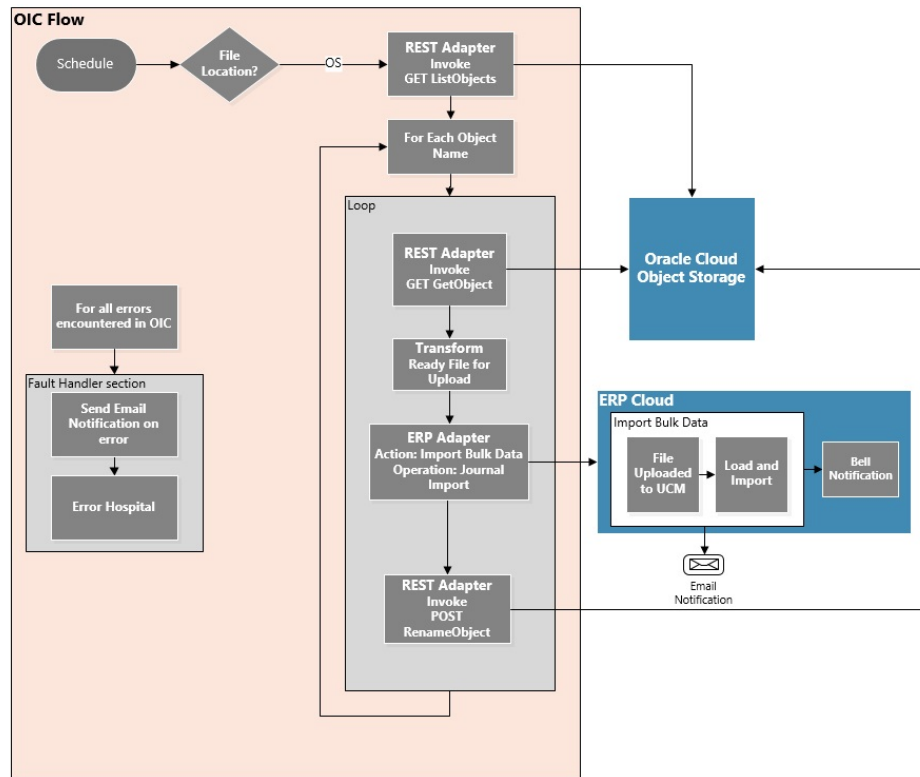 OIC Flow
Schedule
File
Location?
OS
REST Adapter
Invoke
GET ListObjects
For Each Object
Name
Loop
REST Adapter
Invoke
GET GetObject
Oracle Cloud
Object Storage
For all errors
encountered in OIC
Transform
Ready File for
Upload
Fault Handler section
Send Email
Notification on
error
Error Hospital
ERP Adapter
Action: Import Bulk Data
Operation: Journal
Import
ERP Cloud
Import Bulk Data
File
Uploaded
to UCM
Load and
Import
Bell
Notification
Email
Notification
REST Adapter
Invoke
POST
RenameObject